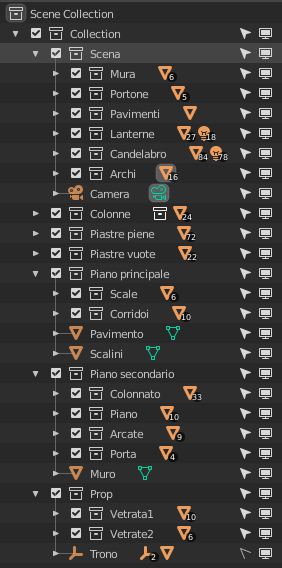 Scene Collection
Collection
Scena
Mura 6
Portone 5
Pavimenti
Lanterne 27 18
Candelabro 84 78
Archi 16
Camera
Colonne 24
Piastre piene 72
Piastre vuote 22
Piano principale
Scale 6
Corridoi 10
Pavimento
Scalini
Piano secondario
Colonnato 33
Piano 10
Arcate 9
Porta 4
Muro
Prop
Vetrata1 10
Vetrate2 6
Trono 2